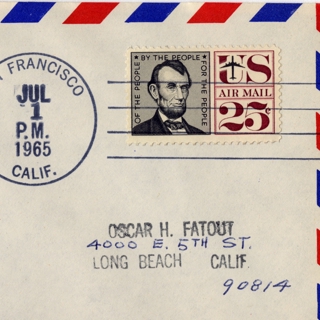 FRANCISCO
JUL
1
P.M.
1965
CALIF.
OF THE PEOPLE ★ BY THE PEOPLE ★ FOR THE PEOPLE
US
AIR MAIL
25¢
OSCAR H. FATOUT
4000 E. 5TH ST.
LONG BEACH CALIF.
90814